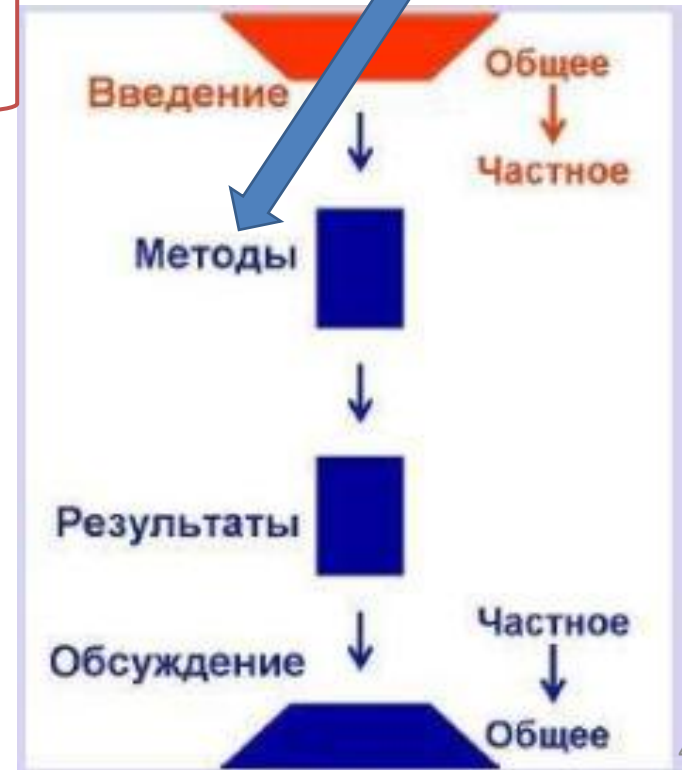 Общее
Введение
Частное
Методы
Результаты
Частное
Обсуждение
Общее